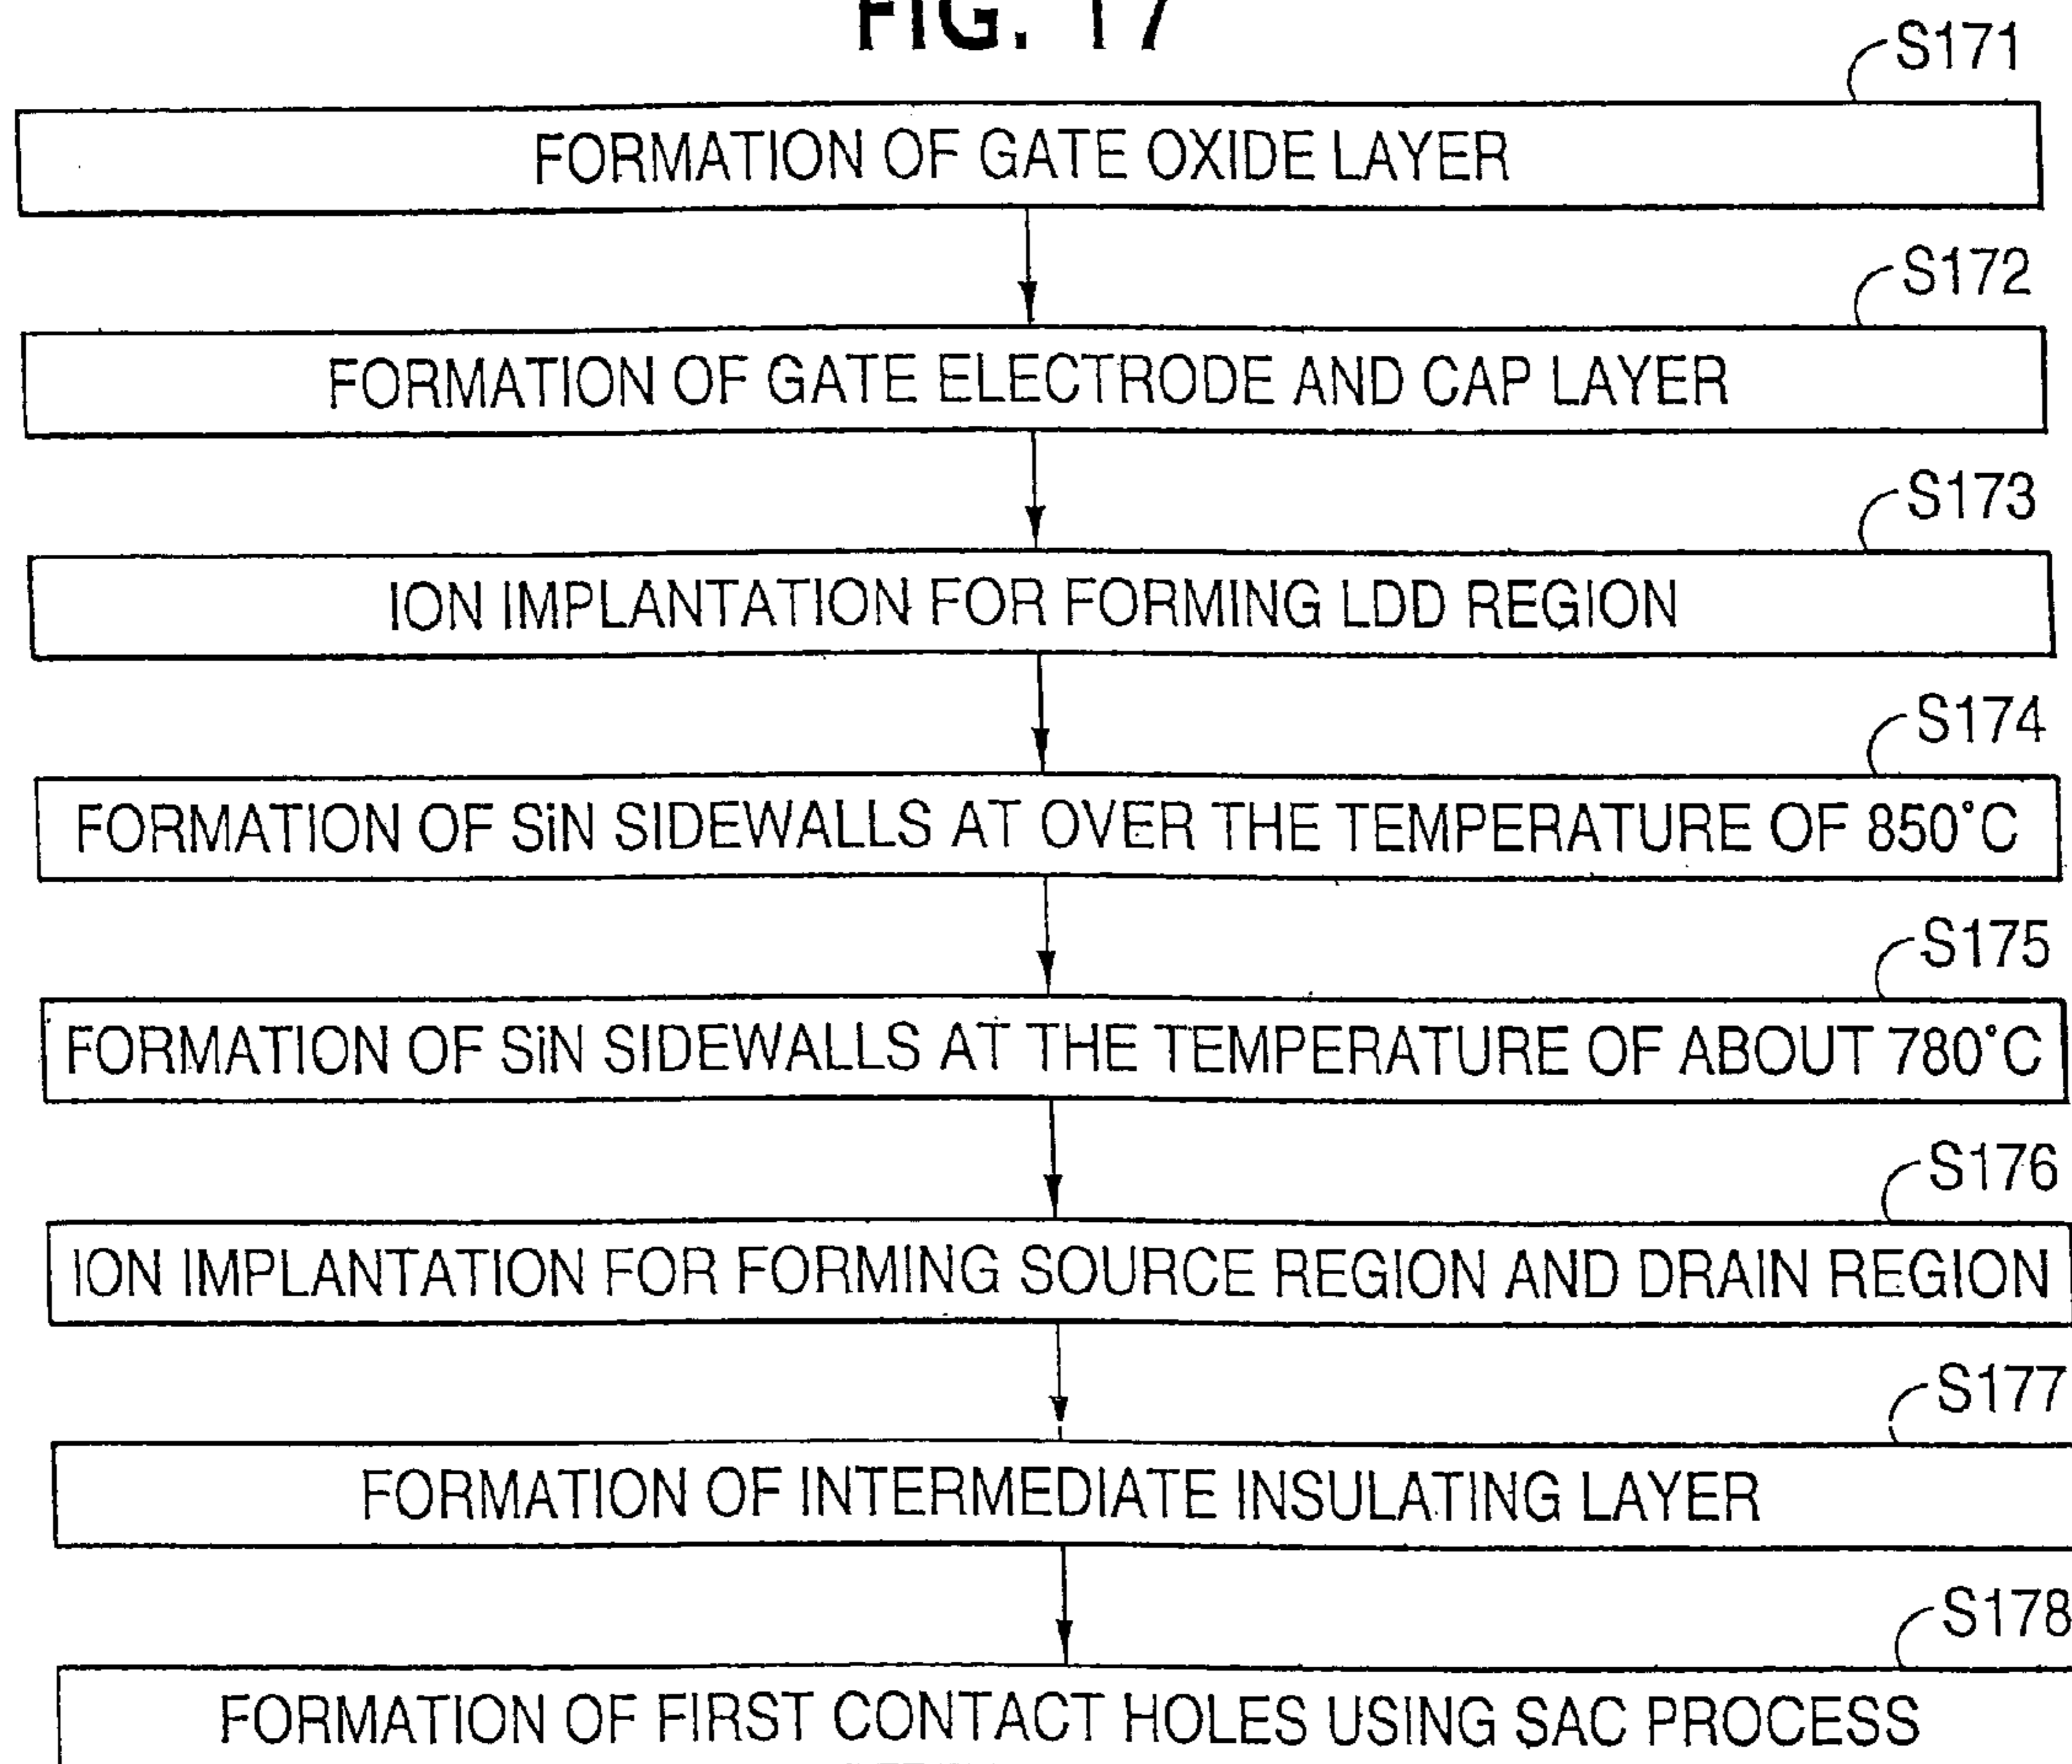 FIG. 17
S171
FORMATION OF GATE OXIDE LAYER
S172
FORMATION OF GATE ELECTRODE AND CAP LAYER
S173
ION IMPLANTATION FOR FORMING LDD REGION
S174
FORMATION OF SiN SIDEWALLS AT OVER THE TEMPERATURE OF 850°C
S175
FORMATION OF SiN SIDEWALLS AT THE TEMPERATURE OF ABOUT 780°C
S176
ION IMPLANTATION FOR FORMING SOURCE REGION AND DRAIN REGION
S177
FORMATION OF INTERMEDIATE INSULATING LAYER
S178
FORMATION OF FIRST CONTACT HOLES USING SAC PROCESS